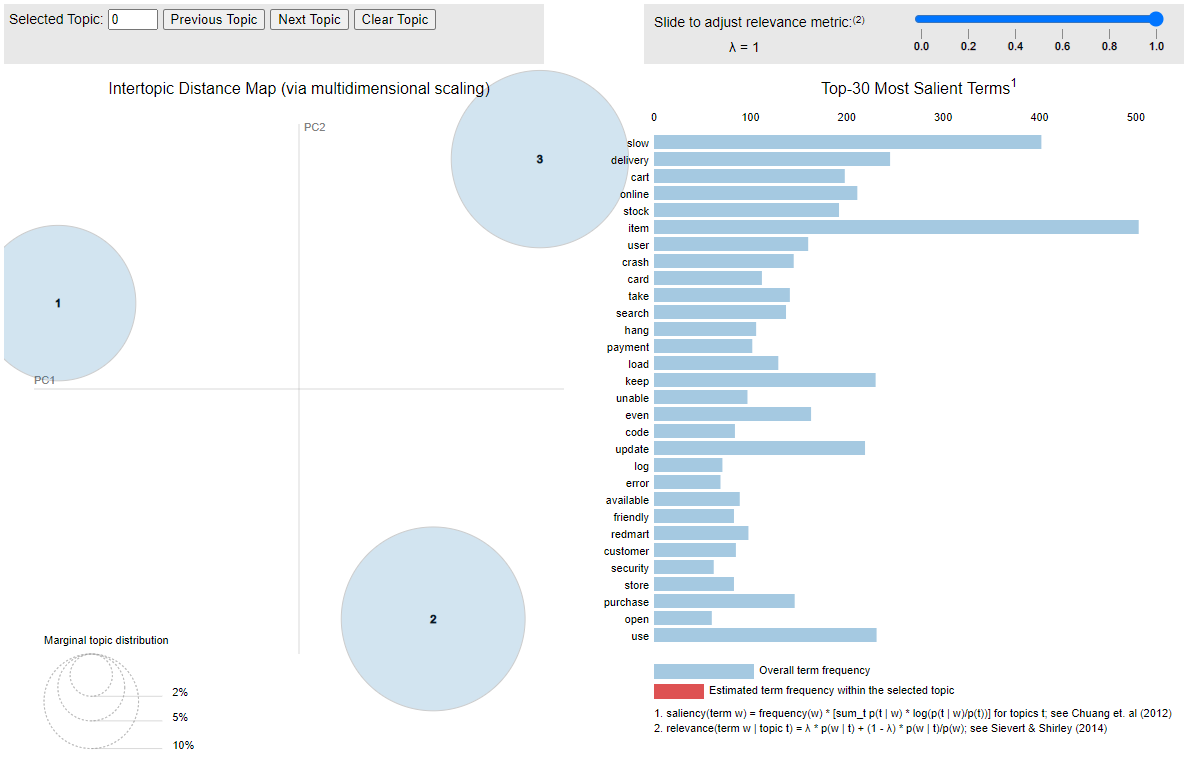 Selected Topic: 0 Previous Topic Next Topic Clear Topic
Slide to adjust relevance metric:(2)
λ = 1
0.0 0.2 0.4 0.6 0.8 1.0
Intertopic Distance Map (via multidimensional scaling)
PC2
PC1
1
2
3
Marginal topic distribution
2%
5%
10%
Top-30 Most Salient Terms1
0 100 200 300 400 500
slow
delivery
cart
online
stock
item
user
crash
card
take
search
hang
payment
load
keep
unable
even
code
update
log
error
available
friendly
redmart
customer
security
store
purchase
open
use
Overall term frequency
Estimated term frequency within the selected topic
1. saliency(term w) = frequency(w) * [sum_t p(t | w) * log(p(t | w)/p(t))] for topics t; see Chuang et. al (2012)
2. relevance(term w | topic t) = λ * p(w | t) + (1 - λ) * p(w | t)/p(w); see Sievert & Shirley (2014)